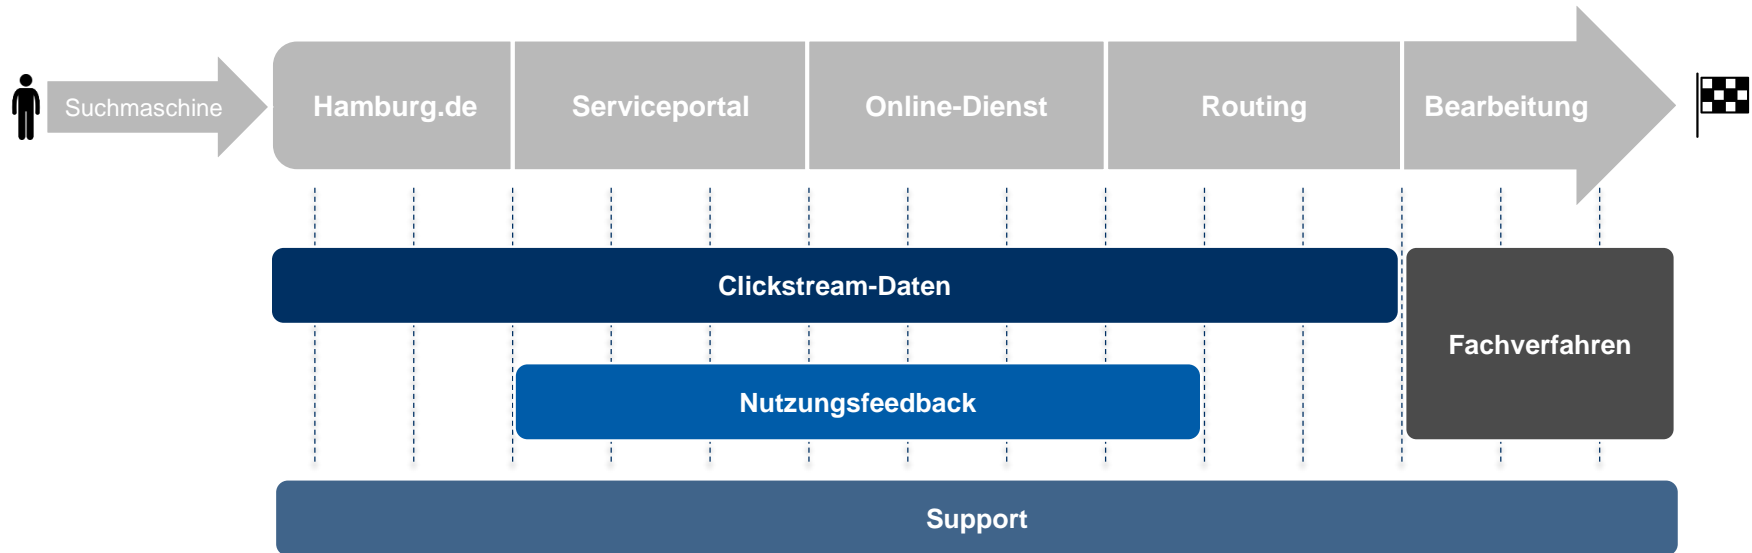 Suchmaschine
Hamburg.de
Serviceportal
Online-Dienst
Routing
Bearbeitung
Clickstream-Daten
Fachverfahren
Nutzungsfeedback
Support